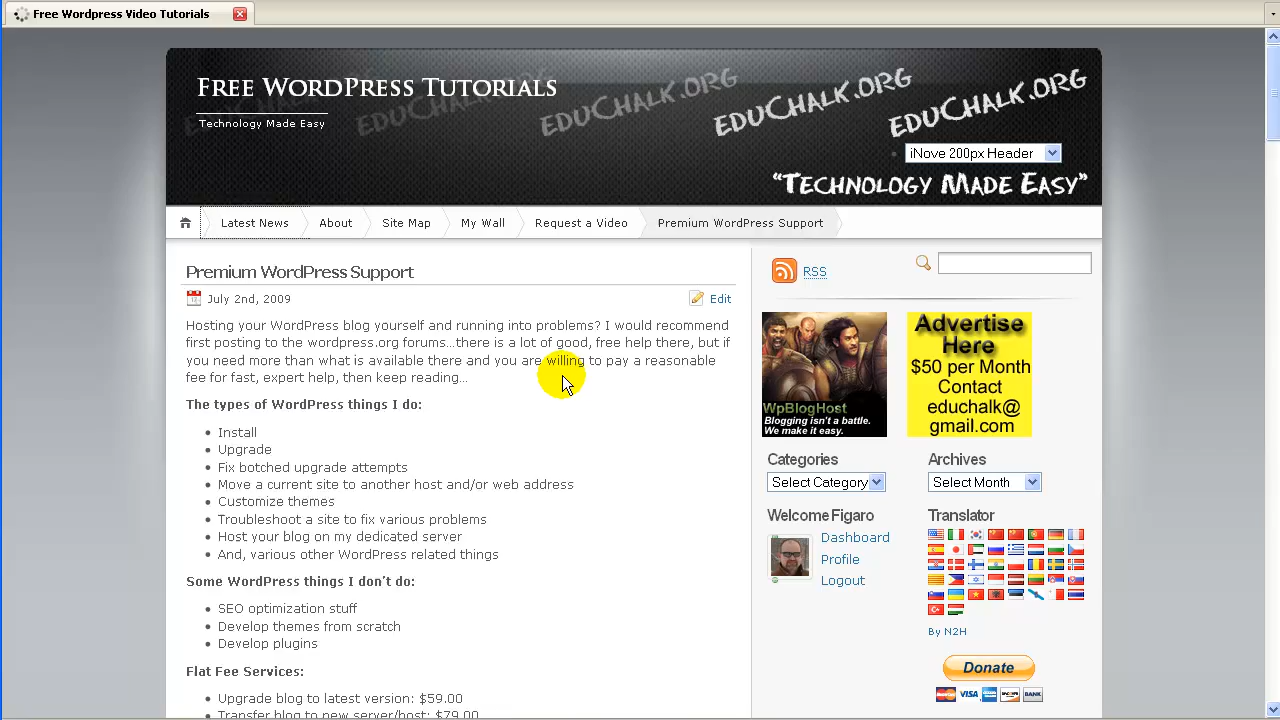 Free Wordpress Video Tutorials
Free WordPress Tutorials
Technology Made Easy
EduChalk.org EduChalk.org EduChalk.org EduChalk.org
iNove 200px Header
“Technology Made Easy”
Latest News
About
Site Map
My Wall
Request a Video
Premium WordPress Support
Premium WordPress Support
July 2nd, 2009
Edit
Hosting your WordPress blog yourself and running into problems? I would recommend
first reading the Wordpress.org forums...there is a lot of good, free help there, but if
you need more than what is available there and you are willing to pay a reasonable
fee for fast, expert help, then keep reading...
The types of WordPress things I do:
Install
Upgrade
Fix botched upgrade attempts
Move a current site to another host and/or web address
Customize themes
Troubleshoot a site to fix various problems
Host your blog on my dedicated server
And, various other WordPress related things
Some WordPress things I don't do:
SEO optimization stuff
Develop themes from scratch
Develop plugins
Flat Fee Services:
Upgrade blog to latest version: $59.00
Transfer blog to new server/host: $79.00
RSS
WpBlogHost
Blogging isn't a battle.
We make it easy.
Advertise
Here
$50 per Month
Contact
educhalk@
gmail.com
Categories
Select Category
Archives
Select Month
Welcome Figaro
Dashboard
Profile
Logout
Translator
By N2H
Donate
VISA
BANK